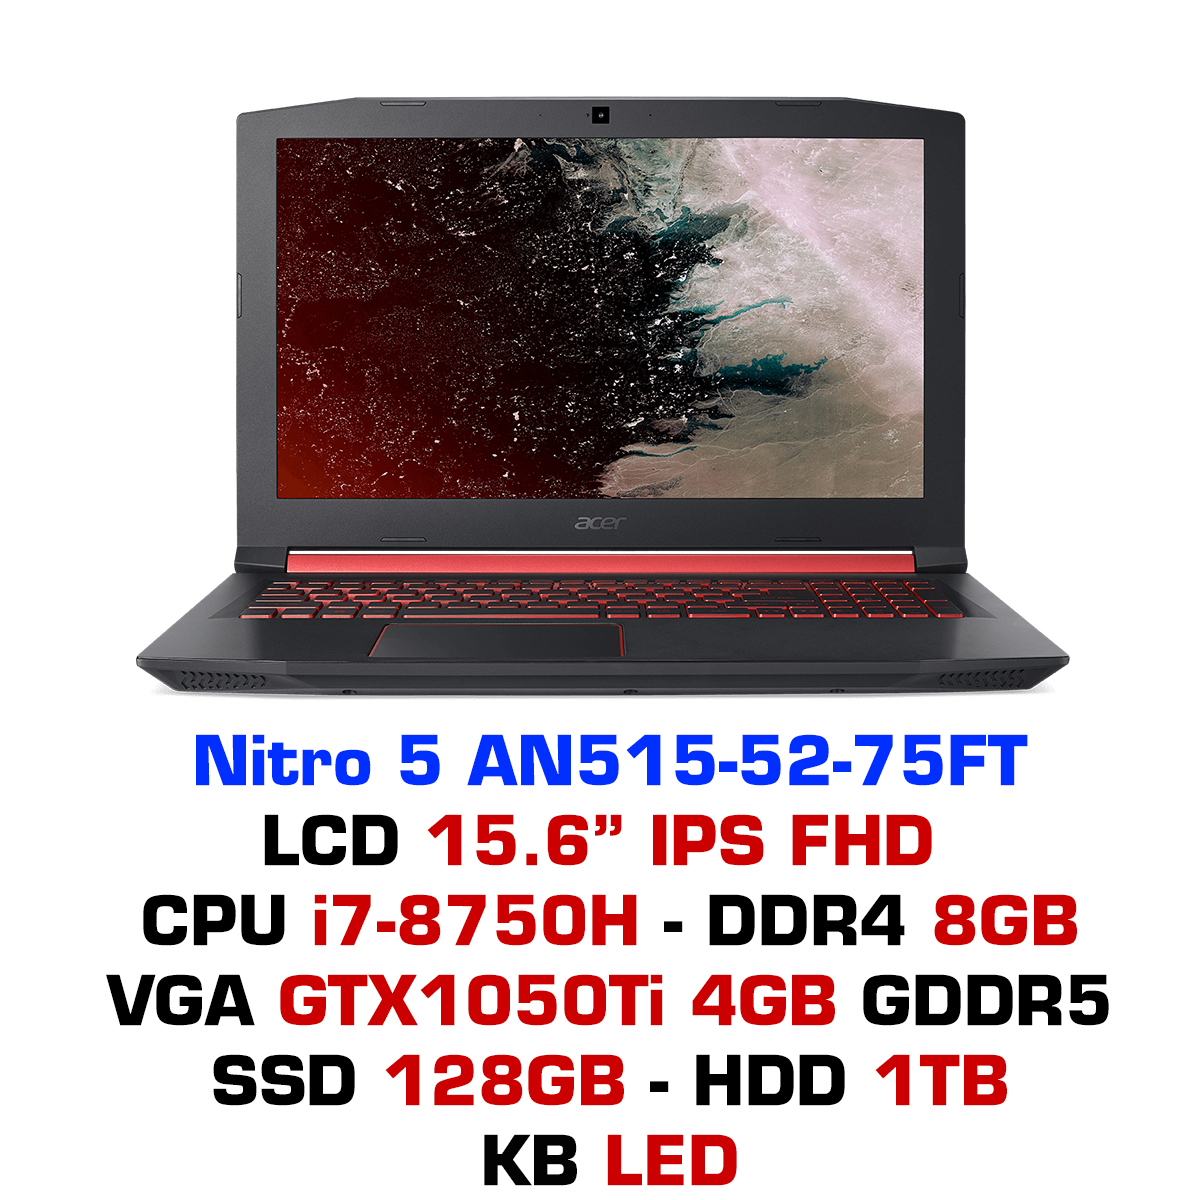 acer
Nitro 5 AN515-52-75FT
LCD 15.6” IPS FHD
CPU i7-8750H - DDR4 8GB
VGA GTX1050Ti 4GB GDDR5
SSD 128GB - HDD 1TB
KB LED